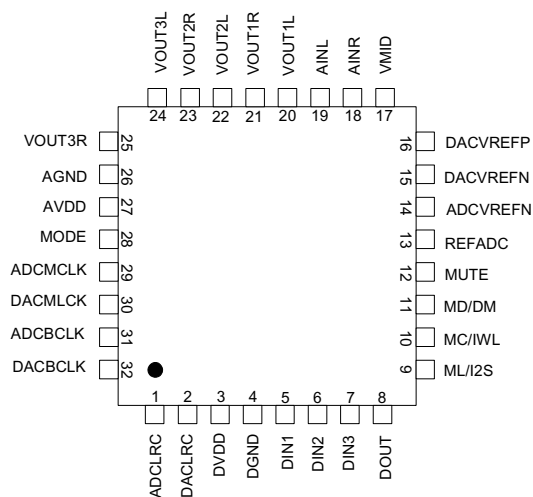 VOUT3L
VOUT2R
VOUT2L
VOUT1R
VOUT1L
AINL
AINR
VMID
24
23
22
21
20
19
18
17
VOUT3R
25
AGND
26
AVDD
27
MODE
28
ADCMCLK
29
DACMLCK
30
ADCBCLK
31
DACBCLK
32
16
DACVREFP
15
DACVREFN
14
ADCVREFN
13
REFADC
12
MUTE
11
MD/DM
10
MC/IWL
9
ML/I2S
1
2
3
4
5
6
7
8
ADCLRC
DACLRC
DVDD
DGND
DIN1
DIN2
DIN3
DOUT